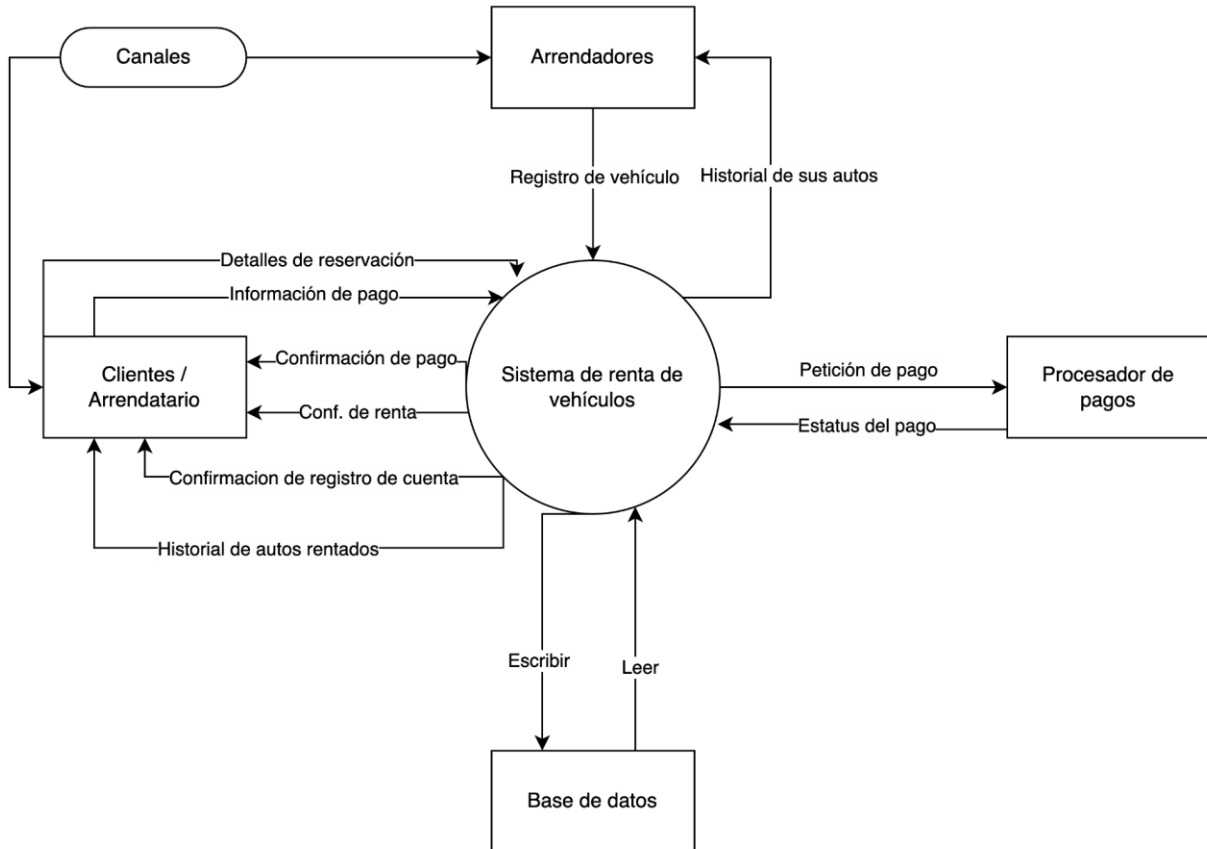 Canales
Arrendadores
Registro de vehículo
Historial de sus autos
Detalles de reservación
Información de pago
Clientes /
Arrendatario
Confirmación de pago
Conf. de renta
Confirmacion de registro de cuenta
Historial de autos rentados
Sistema de renta de
vehículos
Petición de pago
Estatus del pago
Procesador de
pagos
Escribir
Leer
Base de datos